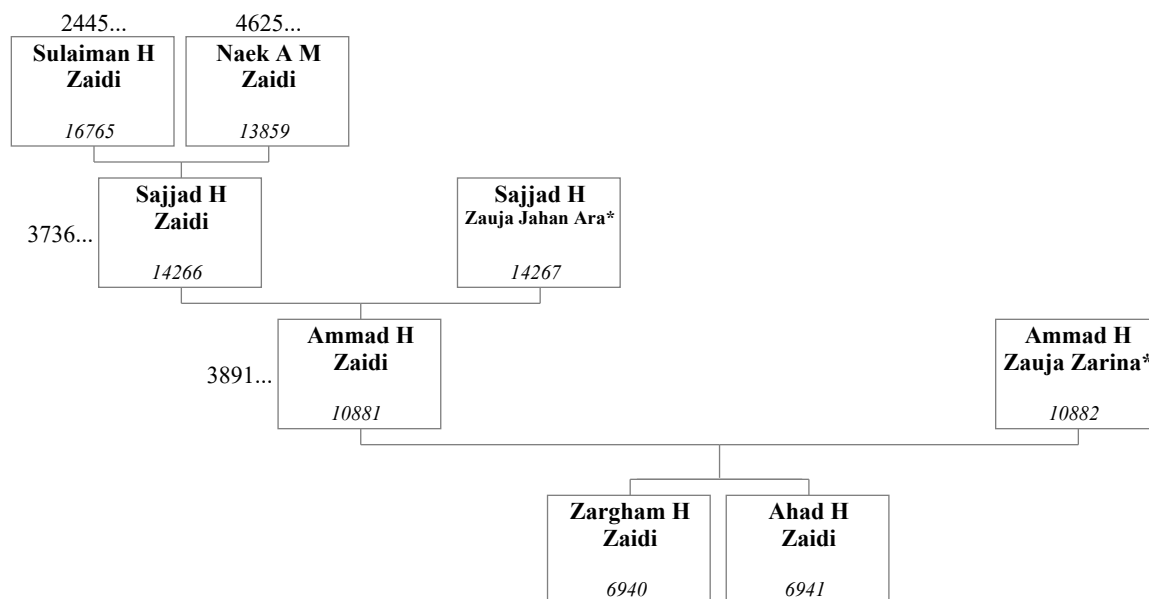 2445...
4625...
Sulaiman H
Zaidi
16765
Naek A M
Zaidi
13859
3736...
Sajjad H
Zaidi
14266
Sajjad H
Zauja Jahan Ara*
14267
3891...
Ammad H
Zaidi
10881
Ammad H
Zauja Zarina*
10882
Zargham H
Zaidi
6940
Ahad H
Zaidi
6941